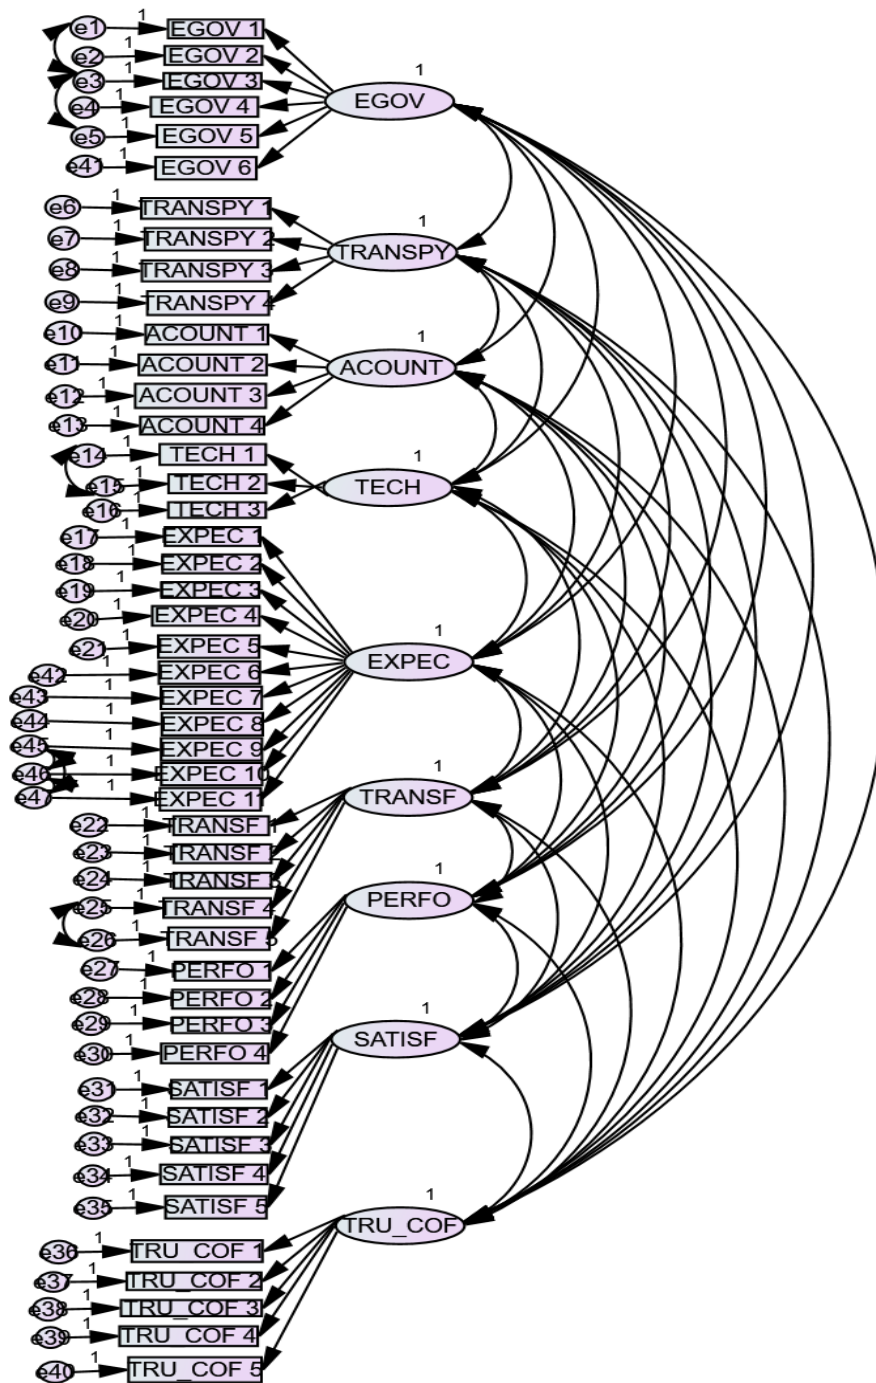 e1 1 EGOV 1
e2 1 EGOV 2
e3 1 EGOV 3
e4 1 EGOV 4
e5 1 EGOV 5
e41 1 EGOV 6
1 EGOV
e6 1 TRANSPY 1
e7 1 TRANSPY 2
e8 1 TRANSPY 3
e9 1 TRANSPY 4
1 TRANSPY
e10 1 ACOUNT 1
e11 1 ACOUNT 2
e12 1 ACOUNT 3
e13 1 ACOUNT 4
1 ACOUNT
e14 1 TECH 1
e15 1 TECH 2
e16 1 TECH 3
1 TECH
e17 1 EXPEC 1
e18 1 EXPEC 2
e19 1 EXPEC 3
e20 1 EXPEC 4
e21 1 EXPEC 5
e42 1 EXPEC 6
e43 1 EXPEC 7
e44 1 EXPEC 8
e45 1 EXPEC 9
e46 1 EXPEC 10
e47 1 EXPEC 11
1 EXPEC
e22 1 TRANSF 1
e23 1 TRANSF 2
e24 1 TRANSF 3
e25 1 TRANSF 4
e26 1 TRANSF 5
1 TRANSF
e27 1 PERFO 1
e28 1 PERFO 2
e29 1 PERFO 3
e30 1 PERFO 4
1 PERFO
e31 1 SATISF 1
e32 1 SATISF 2
e33 1 SATISF 3
e34 1 SATISF 4
e35 1 SATISF 5
1 SATISF
e36 1 TRU_COF 1
e37 1 TRU_COF 2
e38 1 TRU_COF 3
e39 1 TRU_COF 4
e40 1 TRU_COF 5
1 TRU_COF